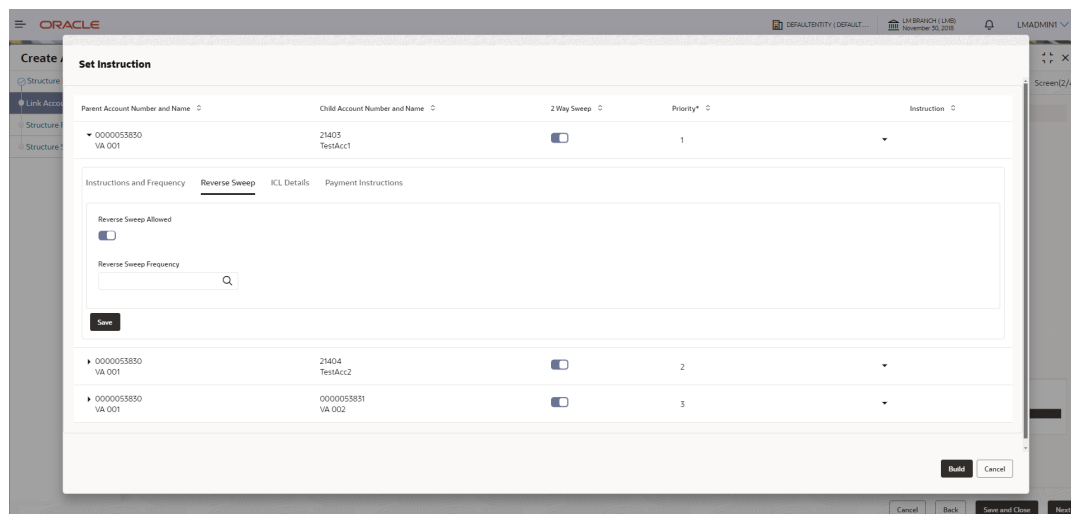 ORACLE
DEFAULTENTITY ( DEFAULT ...
LM BRANCH ( LMB)
November 30, 2018
LMADMIN1
Create
Set Instruction
Structure
Screen(2/4
Link Accou
Structure
Structure S
Parent Account Number and Name
Child Account Number and Name
2 Way Sweep
Priority*
Instruction
0000053830
VA 001
21403
TestAcc1
1
Instructions and Frequency
Reverse Sweep
ICL Details
Payment Instructions
Reverse Sweep Allowed
Reverse Sweep Frequency
Save
0000053830
VA 001
21404
TestAcc2
2
0000053830
VA 001
0000053831
VA 002
3
Build
Cancel
Cancel
Back
Save and Close
Next